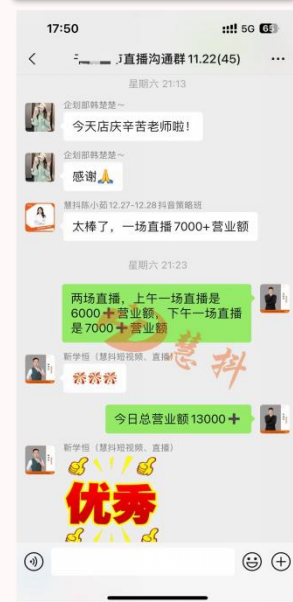 17:50
5G 65
直播沟通群11.22(45)
星期六 21:13
企划部韩楚楚~
今天店庆辛苦老师啦！
企划部韩楚楚~
感谢🙏
慧抖陈小茹12.27-12.28抖音策略班
太棒了，一场直播7000+营业额
星期六 21:23
两场直播，上午一场直播是
6000➕营业额，下午一场直播
是7000➕营业额
慧抖
靳学恒（慧抖短视频、直播）
今日总营业额13000➕
靳学恒（慧抖短视频、直播）
优秀